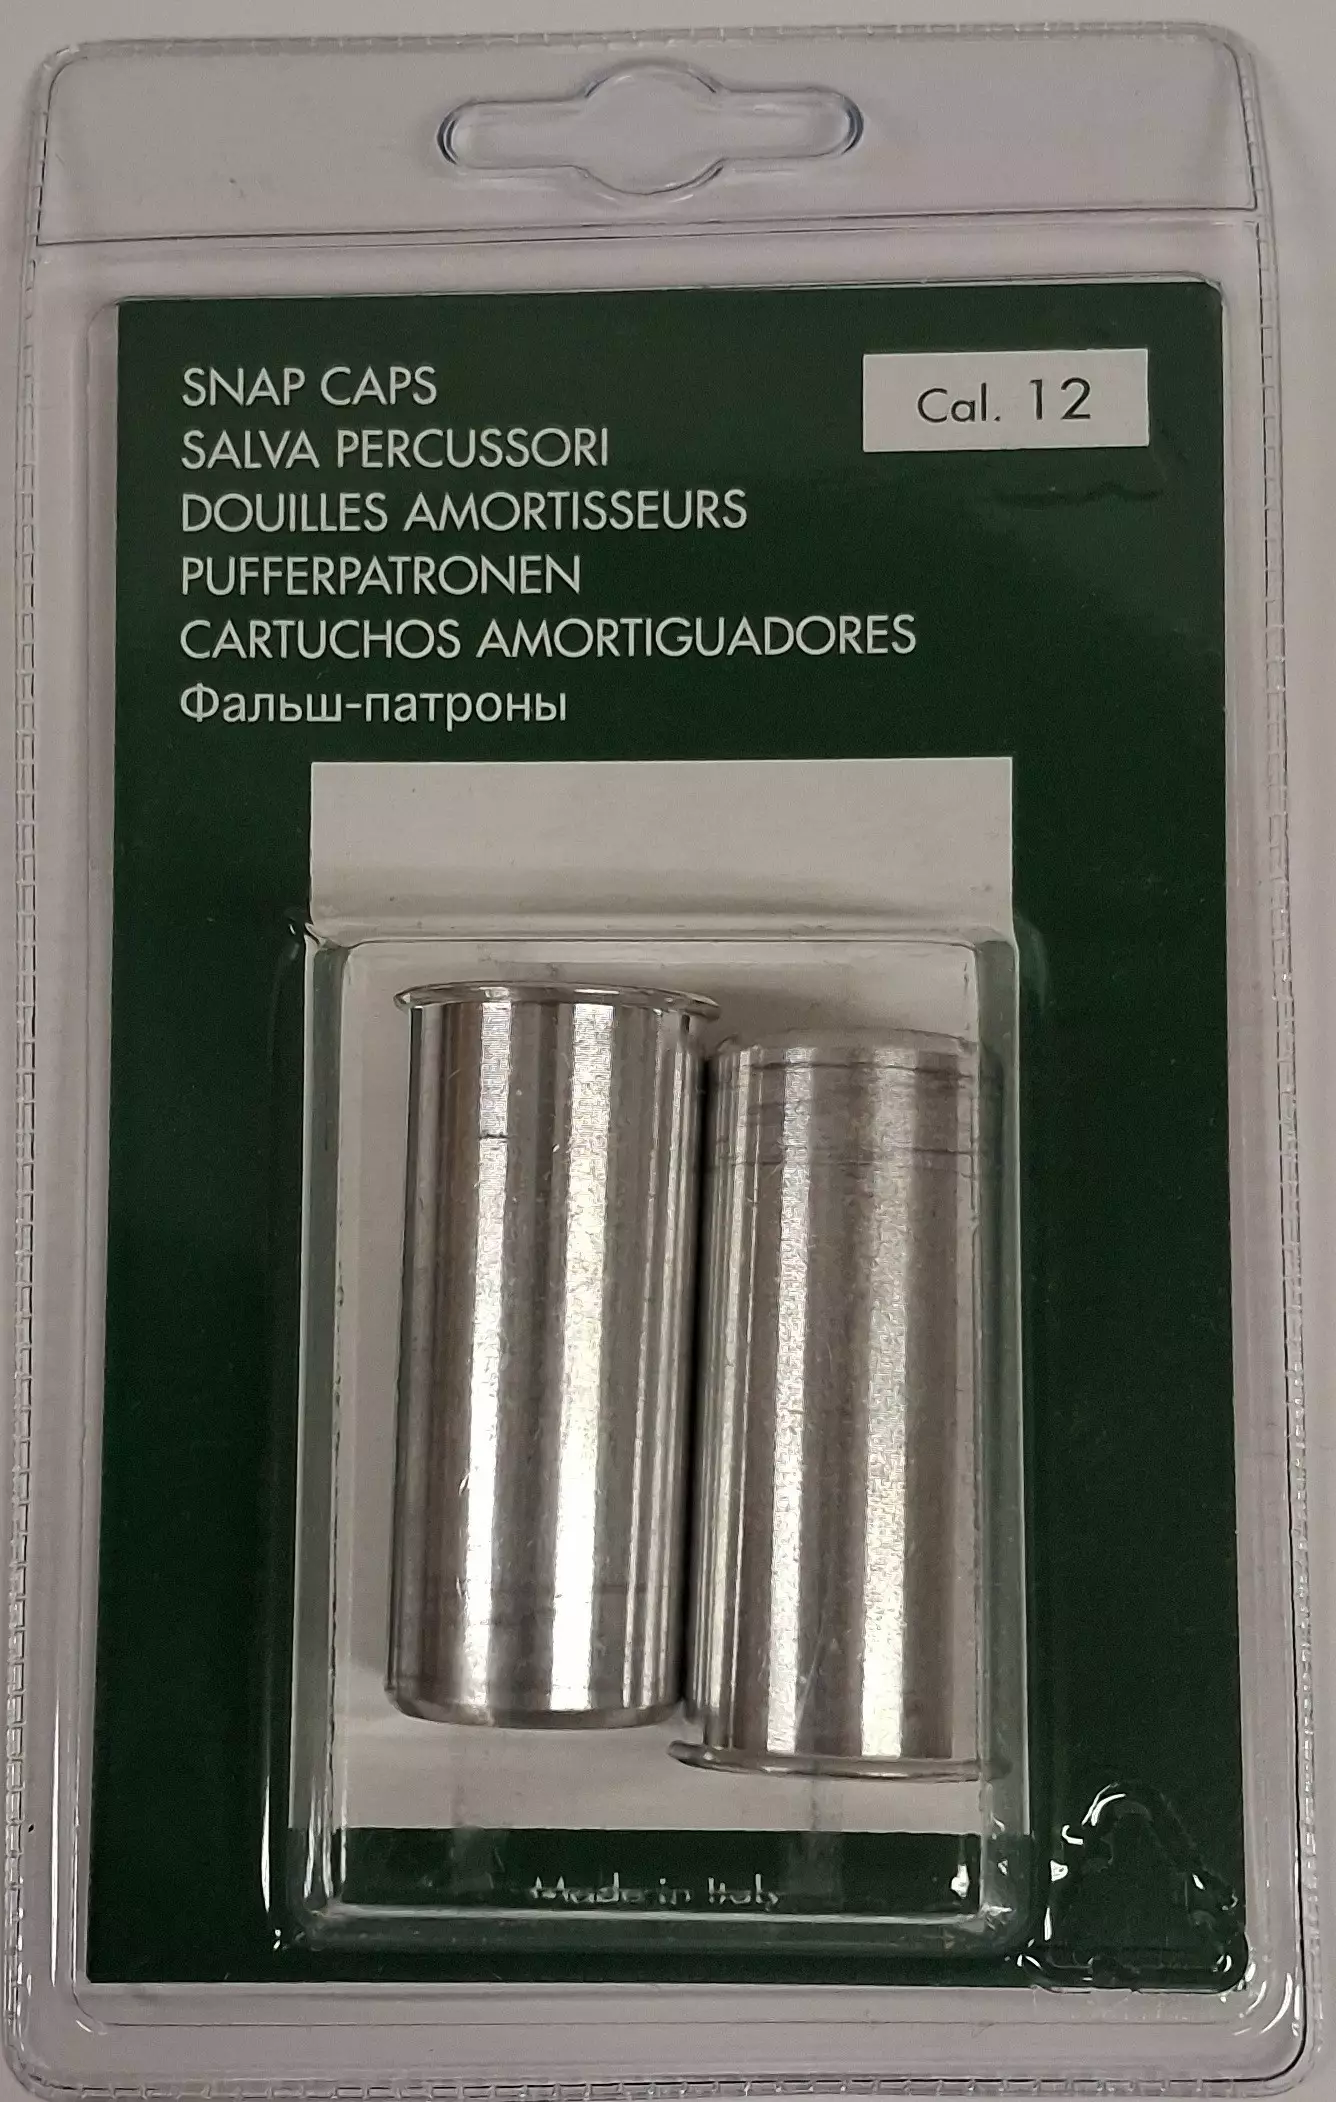 SNAP CAPS
Cal. 12
SALVA PERCUSSORI
DOUILLES AMORTISSEURS
PUFFERPATRONEN
CARTUCHOS AMORTIGUADORES
Фальш-патроны
Made in Italy